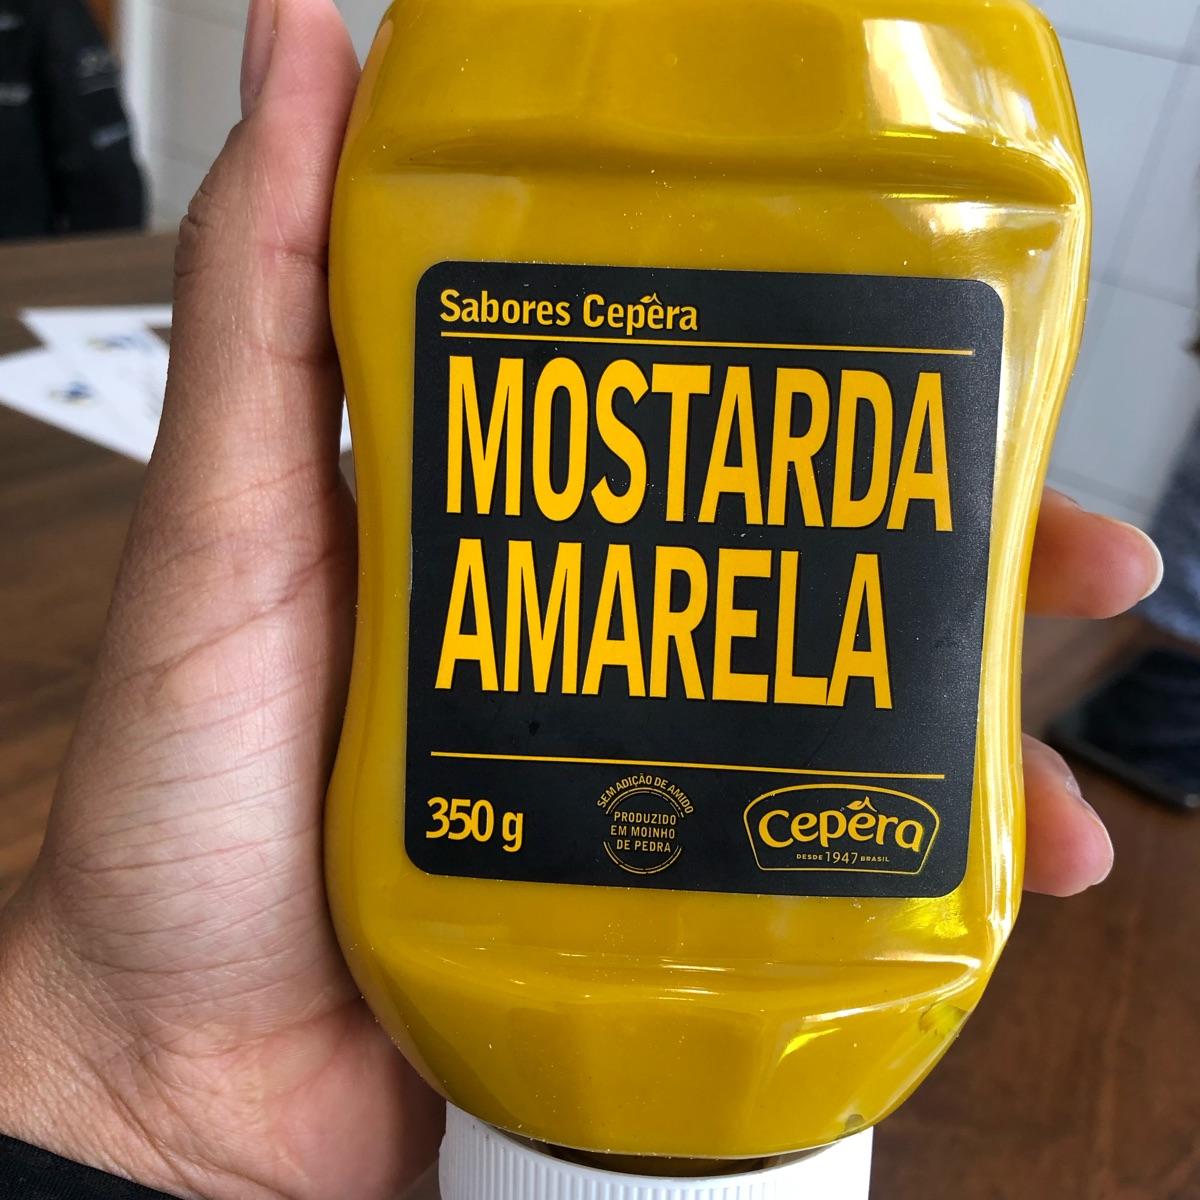 Sabores Cepêra
MOSTARDA
AMARELA
350 g
SEM ADIÇÃO DE AMIDO
PRODUZIDO
EM MOINHO
DE PEDRA
Cepêra
DESDE 1947 BRASIL